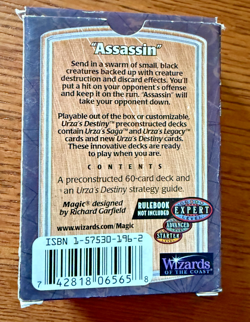 "Assassin"
Send in a swarm of small, black
creatures backed up with creature
destruction and discard effects. You'll
put a hit on your opponent's offense
and keep it on the run. "Assassin" will
take your opponent down.
Playable out of the box or customizable,
Urza's Destiny™ preconstructed decks
contain Urza's Saga™ and Urza's Legacy™
cards and new Urza's Destiny cards.
These innovative decks are ready
to play when you are.
CONTENTS
A preconstructed 60-card deck and
an Urza's Destiny strategy guide.
Magic® designed
by Richard Garfield
www.wizards.com/Magic
RULEBOOK
NOT INCLUDED
EXPERT
ADVANCED
STARTER
ISBN 1-57530-196-2
7 42818 06565 8
Wizards
OF THE COAST